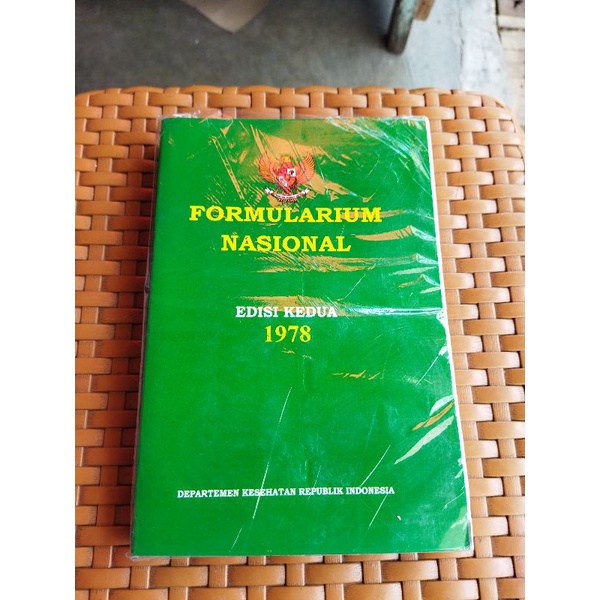 FORMULARIUM
NASIONAL
EDISI KEDUA
1978
DEPARTEMEN KESEHATAN REPUBLIK INDONESIA